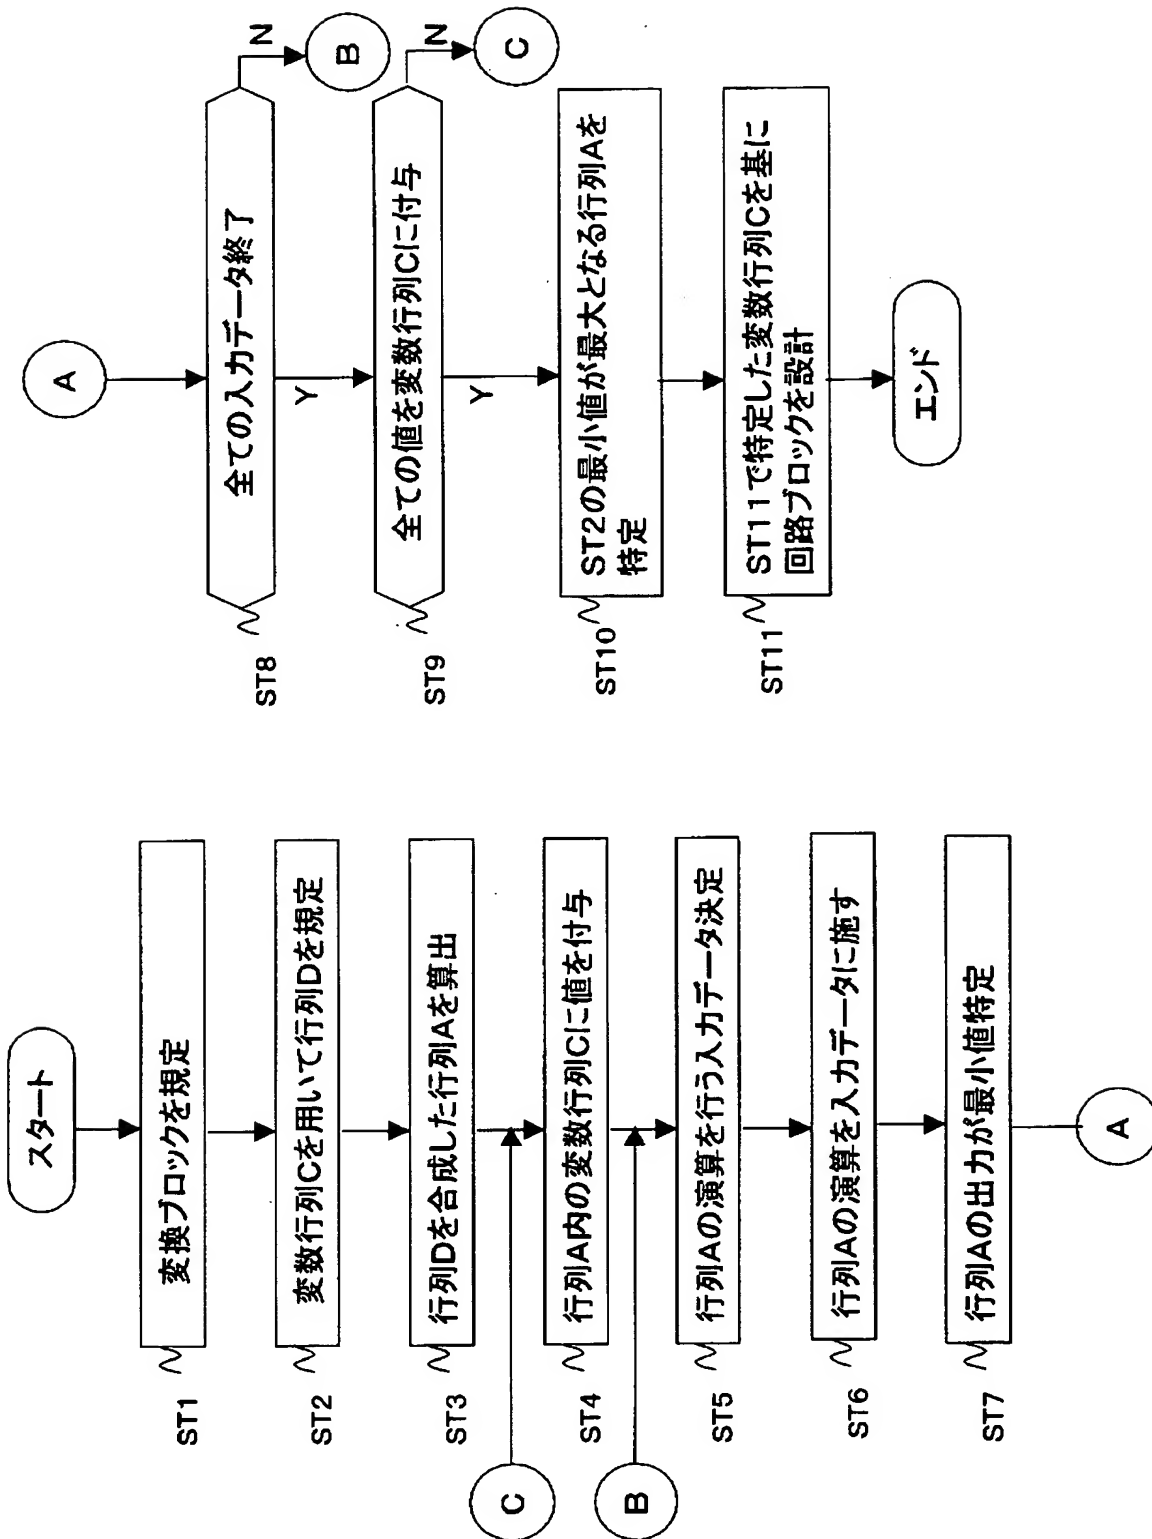 スタート
ST1
変換ブロックを規定
ST2
変数行列Cを用いて行列Dを規定
ST3
行列Dを合成した行列Aを算出
C
ST4
行列A内の変数行列Cに値を付与
B
ST5
行列Aの演算を行う入力データ決定
ST6
行列Aの演算を入力データに施す
ST7
行列Aの出力が最小値特定
A
A
ST8
全ての入力データ終了
N
B
Y
ST9
全ての値を変数行列Cに付与
N
C
Y
ST10
ST2の最小値が最大となる行列Aを
特定
ST11
ST11で特定した変数行列Cを基に
回路ブロックを設計
エンド